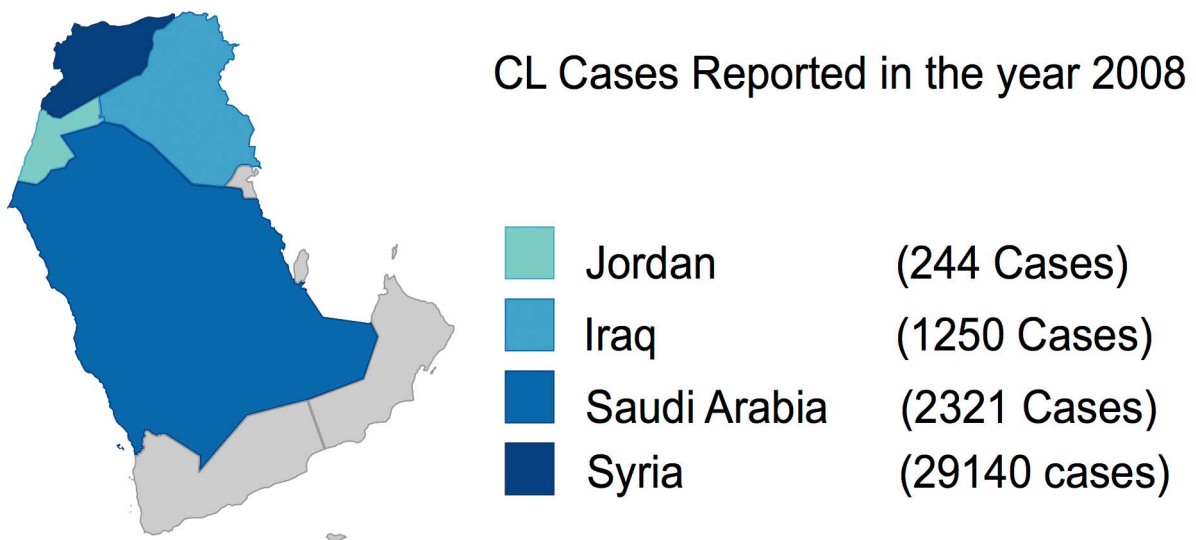 CL Cases Reported in the year 2008
Jordan (244 Cases)
Iraq (1250 Cases)
Saudi Arabia (2321 Cases)
Syria (29140 cases)